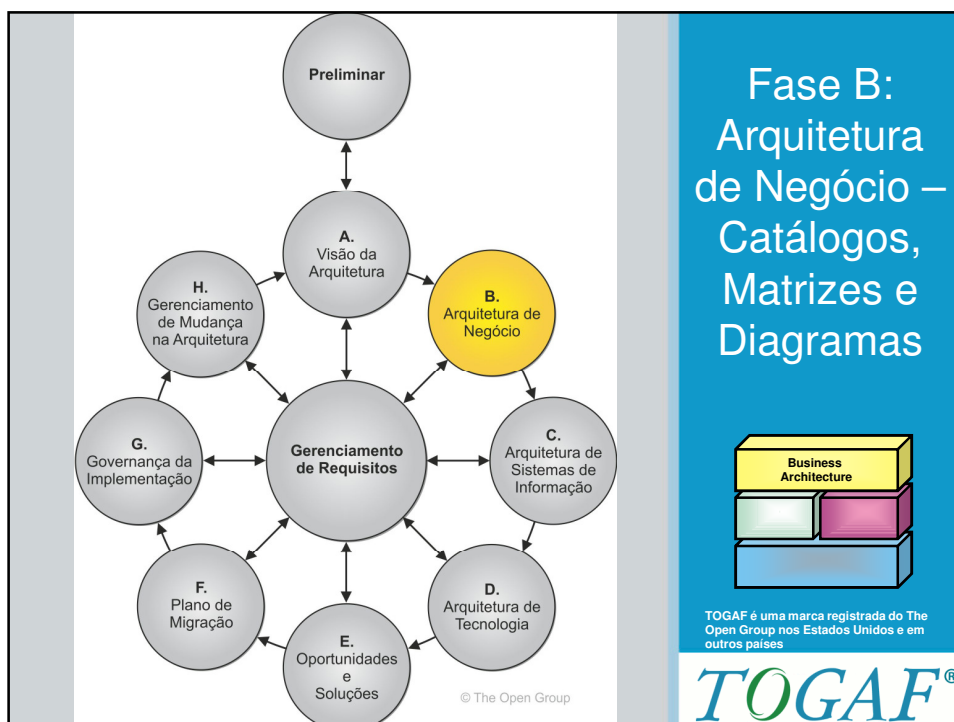 Preliminar
A.
Visão da
Arquitetura
B.
Arquitetura de
Negócio
H.
Gerenciamento
de Mudança
na Arquitetura
G.
Governança da
Implementação
Gerenciamento
de Requisitos
C.
Arquitetura de
Sistemas de
Informação
F.
Plano de
Migração
D.
Arquitetura de
Tecnologia
E.
Oportunidades
e
Soluções
© The Open Group
Fase B:
Arquitetura
de Negócio –
Catálogos,
Matrizes e
Diagramas
Business
Architecture
TOGAF é uma marca registrada do The
Open Group nos Estados Unidos e em
outros países
TOGAF®